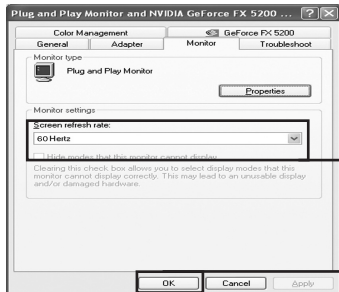 Plug and Play Monitor and NVIDIA GeForce FX 5200 ...
Color Management
GeForce FX 5200
General
Adapter
Monitor
Troubleshoot
Monitor type
Plug and Play Monitor
Properties
Monitor settings
Screen refresh rate:
60 Hertz
Hide modes that this monitor cannot display
Clearing this check box allows you to select display modes that this
monitor cannot display correctly. This may lead to an unusable display
and/or damaged hardware.
OK
Cancel
Apply